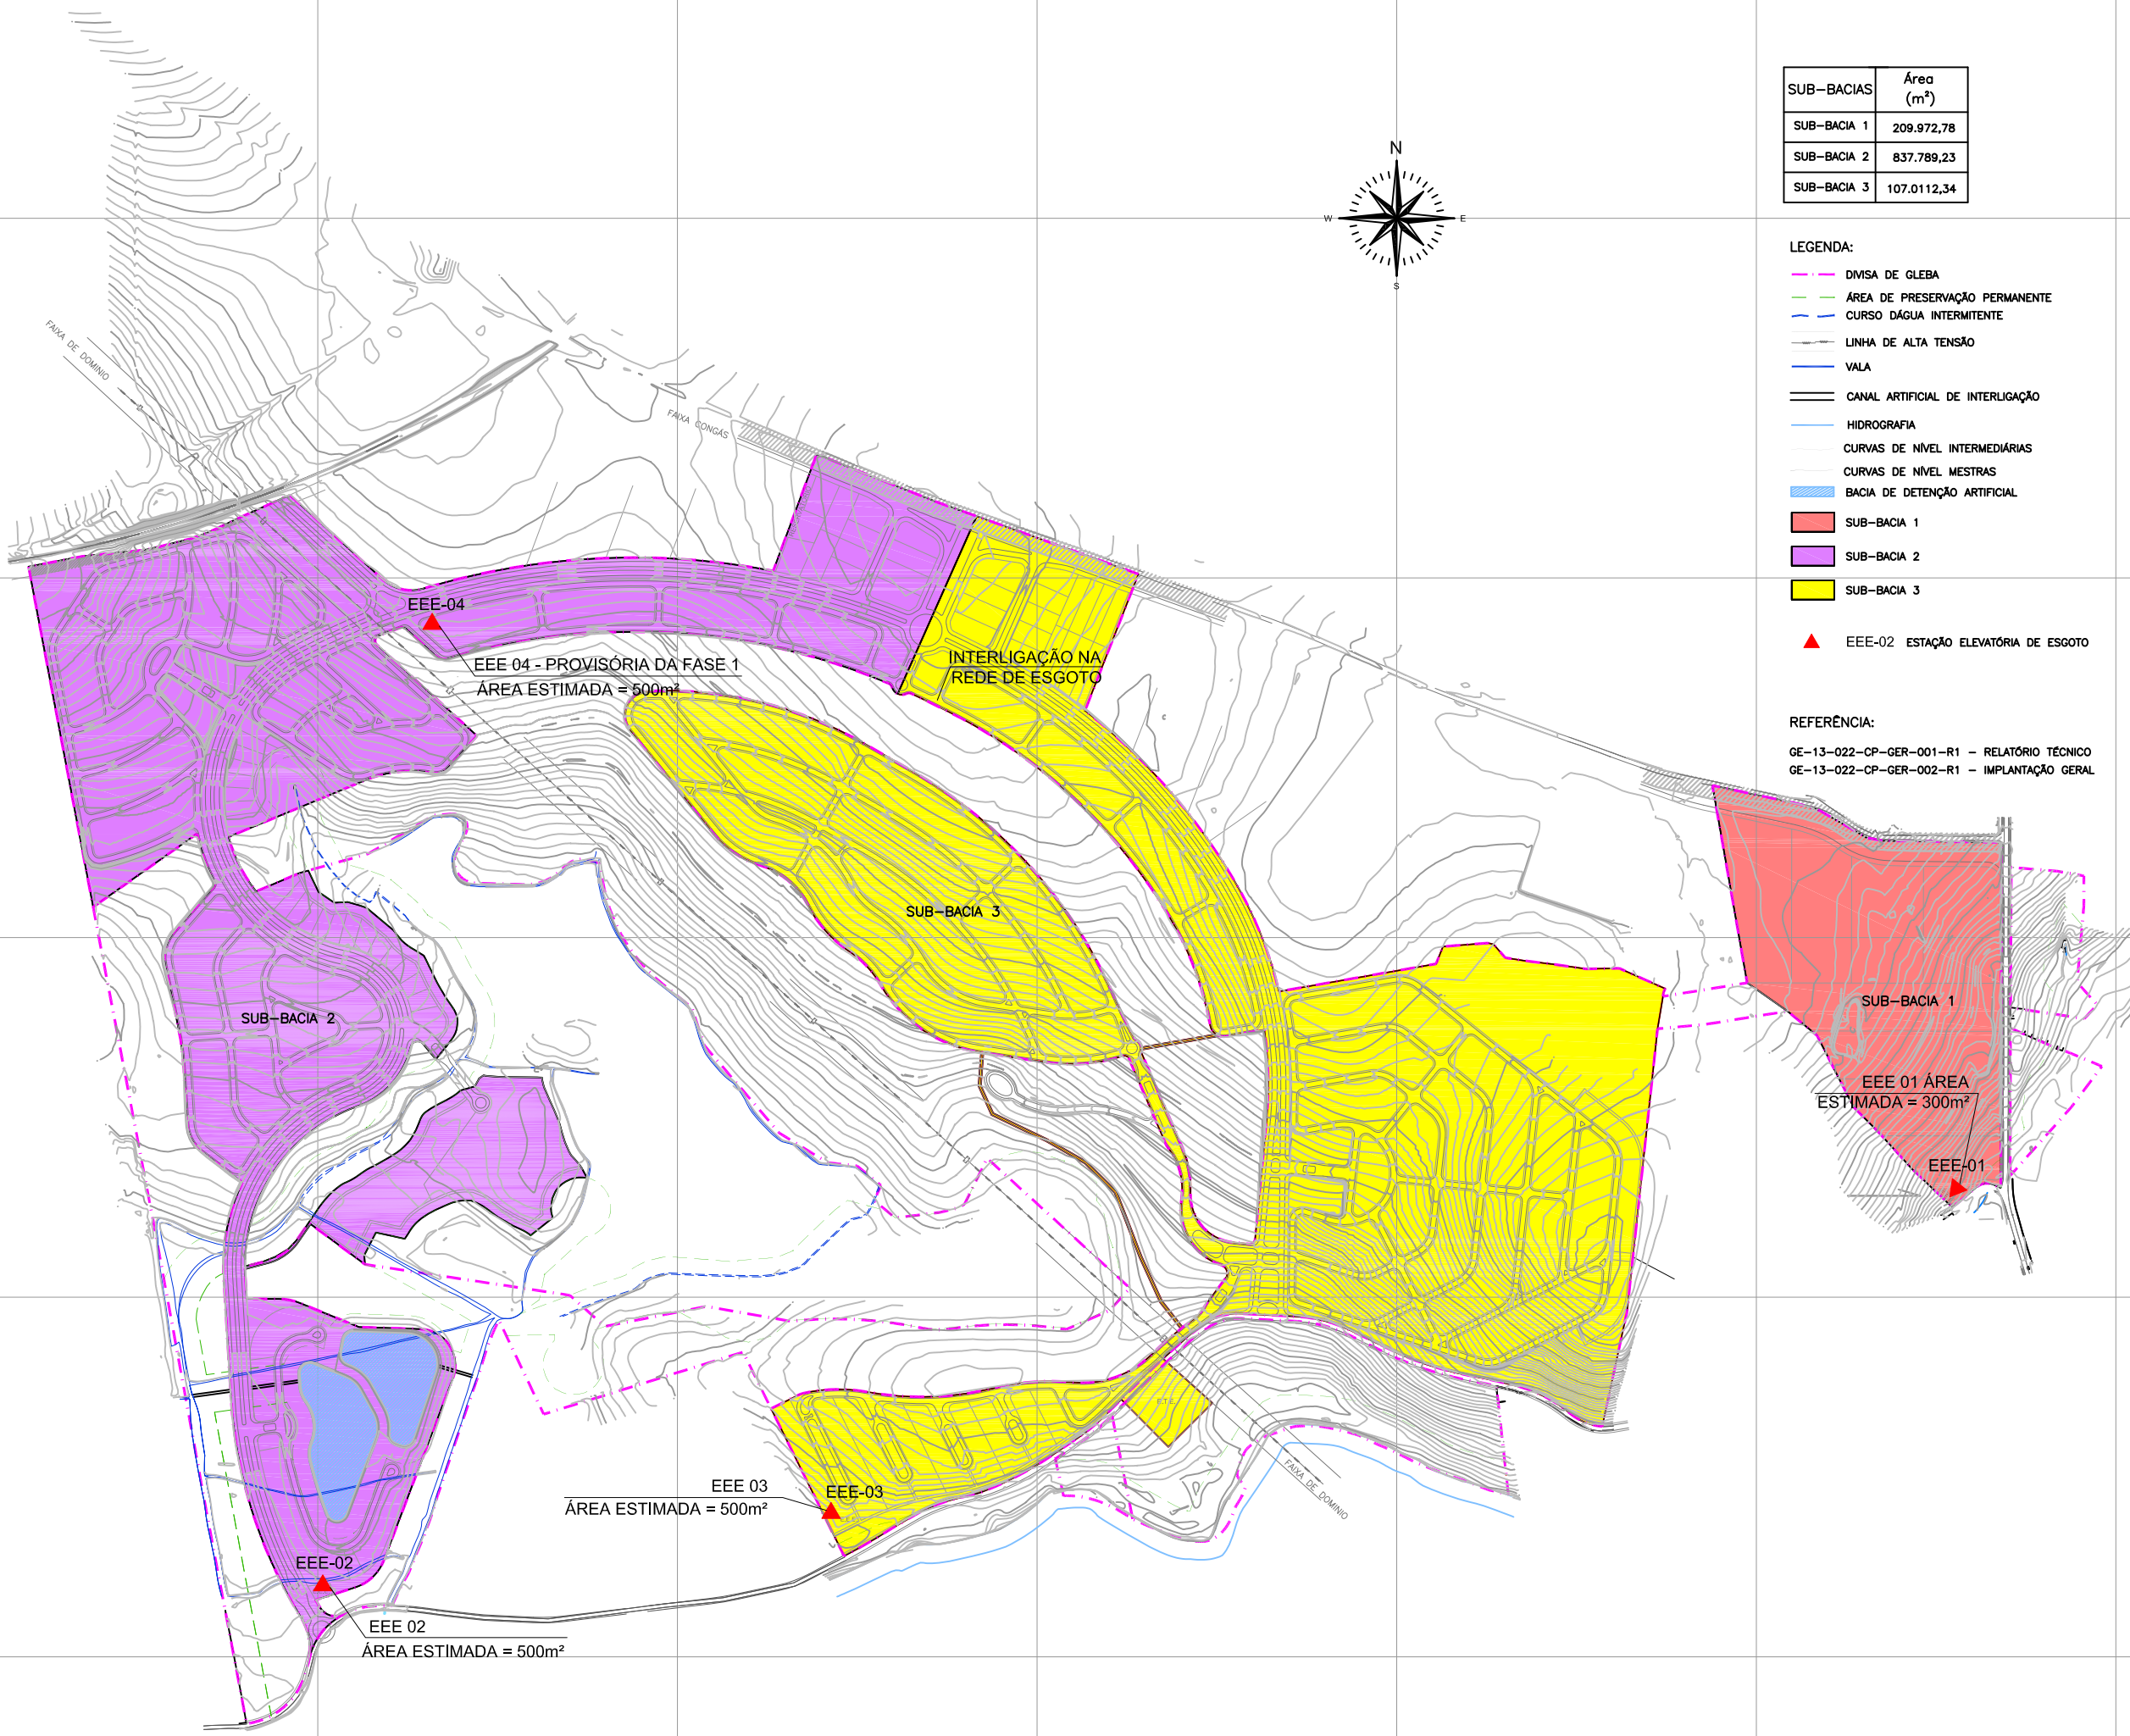 SUB-BACIAS
Área
(m²)
SUB-BACIA 1
209.972,78
SUB-BACIA 2
837.789,23
SUB-BACIA 3
107.0112,34
N
W
E
S
LEGENDA:
DIVISA DE GLEBA
ÁREA DE PRESERVAÇÃO PERMANENTE
CURSO DÁGUA INTERMITENTE
LINHA DE ALTA TENSÃO
VALA
CANAL ARTIFICIAL DE INTERLIGAÇÃO
HIDROGRAFIA
CURVAS DE NÍVEL INTERMEDIÁRIAS
CURVAS DE NÍVEL MESTRAS
BACIA DE DETENÇÃO ARTIFICIAL
SUB-BACIA 1
SUB-BACIA 2
SUB-BACIA 3
EEE-02 ESTAÇÃO ELEVATÓRIA DE ESGOTO
REFERÊNCIA:
GE-13-022-CP-GER-001-R1 - RELATÓRIO TÉCNICO
GE-13-022-CP-GER-002-R1 - IMPLANTAÇÃO GERAL
FAIXA DE DOMINIO
FAIXA CONGÁS
EEE-04
EEE 04 - PROVISÓRIA DA FASE 1
ÁREA ESTIMADA = 500m²
INTERLIGAÇÃO NA
REDE DE ESGOTO
SUB-BACIA 3
SUB-BACIA 2
SUB-BACIA 1
EEE 01 ÁREA
ESTIMADA = 300m²
EEE-01
E.T.E.
FAIXA DE DOMINIO
EEE 03
ÁREA ESTIMADA = 500m²
EEE-03
EEE-02
EEE 02
ÁREA ESTIMADA = 500m²